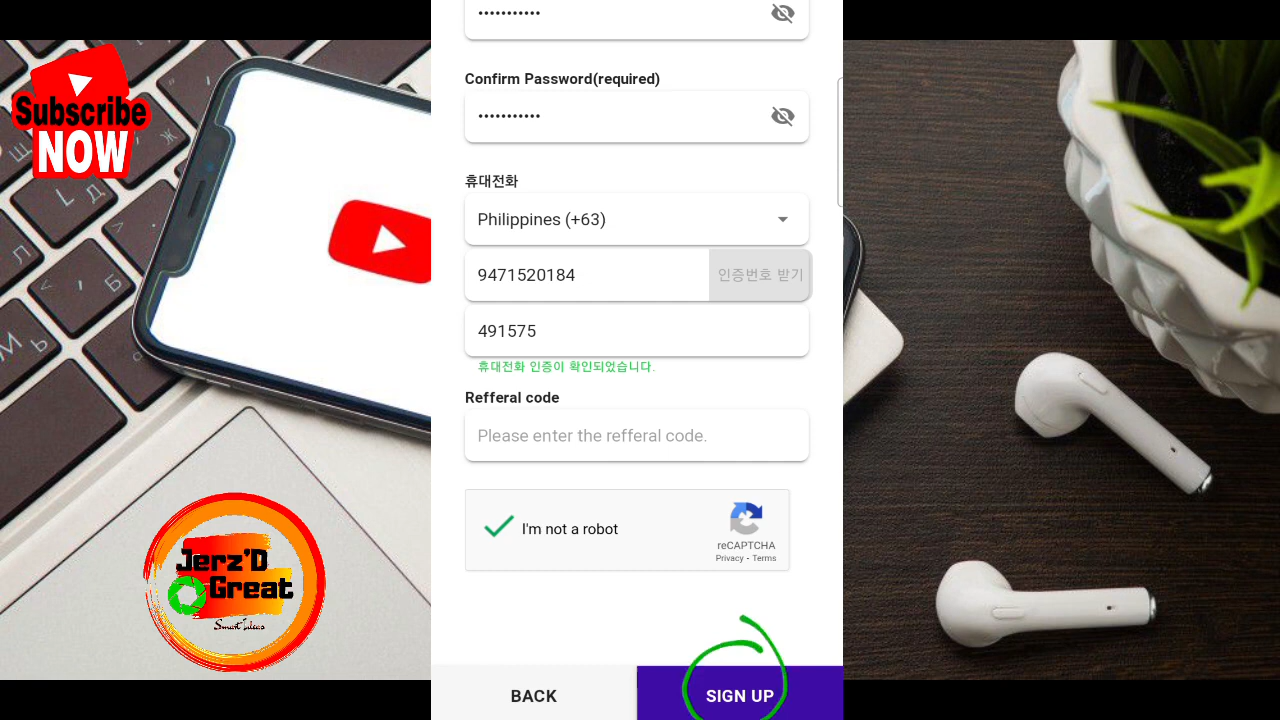 Subscribe
NOW
•••••••••••
Confirm Password(required)
•••••••••••
휴대전화
Philippines (+63)
9471520184
인증번호 받기
491575
휴대전화 인증이 확인되었습니다.
Refferal code
Please enter the refferal code.
I'm not a robot
reCAPTCHA
Privacy - Terms
BACK
SIGN UP
Jerz'D
Great
Smart Ideas